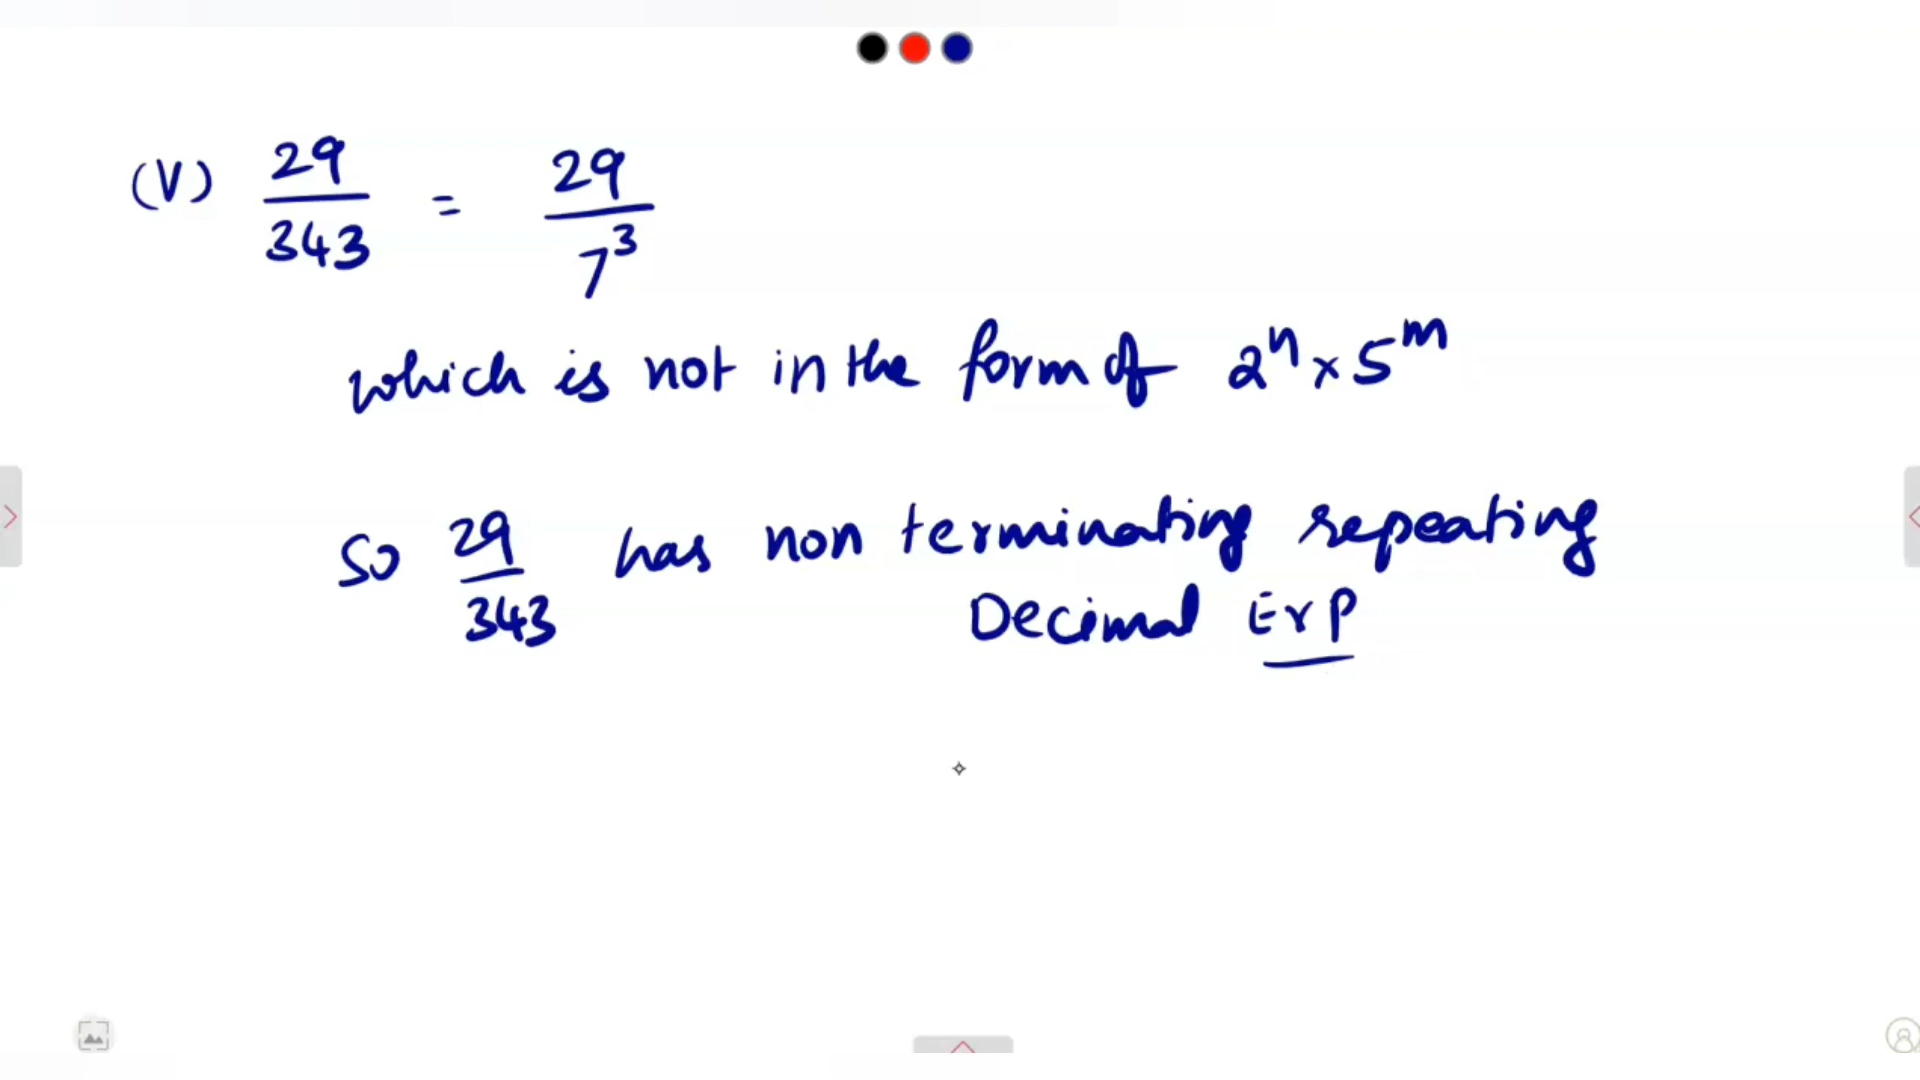 (V) 29/343 = 29/7³
which is not in the form of 2ⁿ × 5ᵐ
So 29/343 has non terminating repeating
Decimal Exp